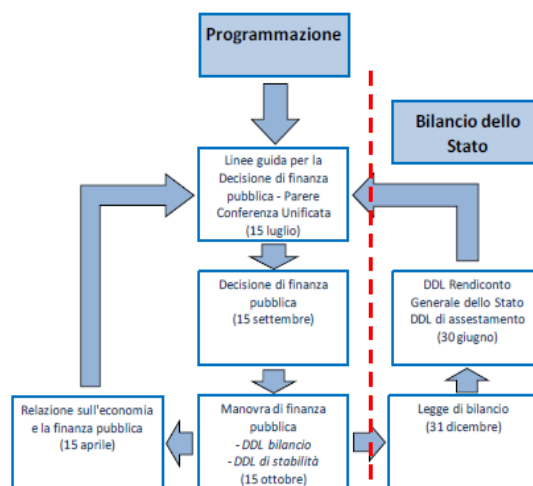 Programmazione
Bilancio dello
Stato
Linee guida per la
Decisione di finanza
pubblica - Parere
Conferenza Unificata
(15 luglio)
Decisione di finanza
pubblica
(15 settembre)
DDL Rendiconto
Generale dello Stato
DDL di assestamento
(30 giugno)
Relazione sull'economia
e la finanza pubblica
(15 aprile)
Manovra di finanza
pubblica
- DDL bilancio
- DDL di stabilità
(15 ottobre)
Legge di bilancio
(31 dicembre)